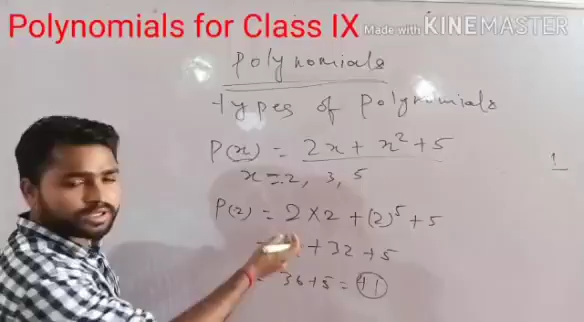 Polynomials for Class IX
Made with KINEMASTER
Polynomials
types of Polynomials
P(x) = 2x + x² + 5
x = 2, 3, 5
P(2) = 2 × 2 + (2)⁵ + 5
+ 32 + 5
= 36 + 5 = 41